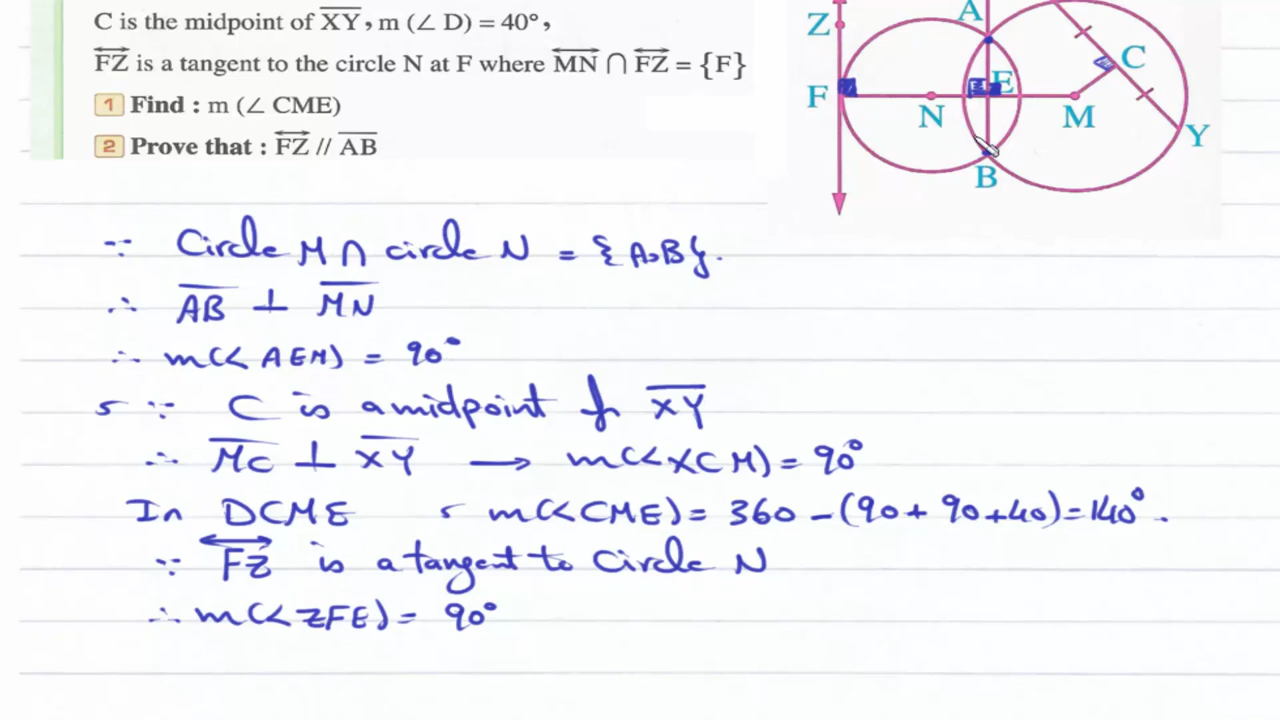 C is the midpoint of XY, m (∠ D) = 40°,
FZ is a tangent to the circle N at F where MN ∩ FZ = {F}
1 Find : m (∠ CME)
2 Prove that : FZ // AB
Z
A
C
F
E
N
M
Y
B
∵ Circle M ∩ circle N = {A,B}.
∴ AB ⊥ MN
∴ m(< AEM) = 90°
, ∵ C is a midpoint of XY
∴ MC ⊥ XY → m(<XCM) = 90°
In DCME , m(<CME) = 360 - (90 + 90 + 40) = 140°.
∵ FZ is a tangent to Circle N
∴ m(<ZFE) = 90°